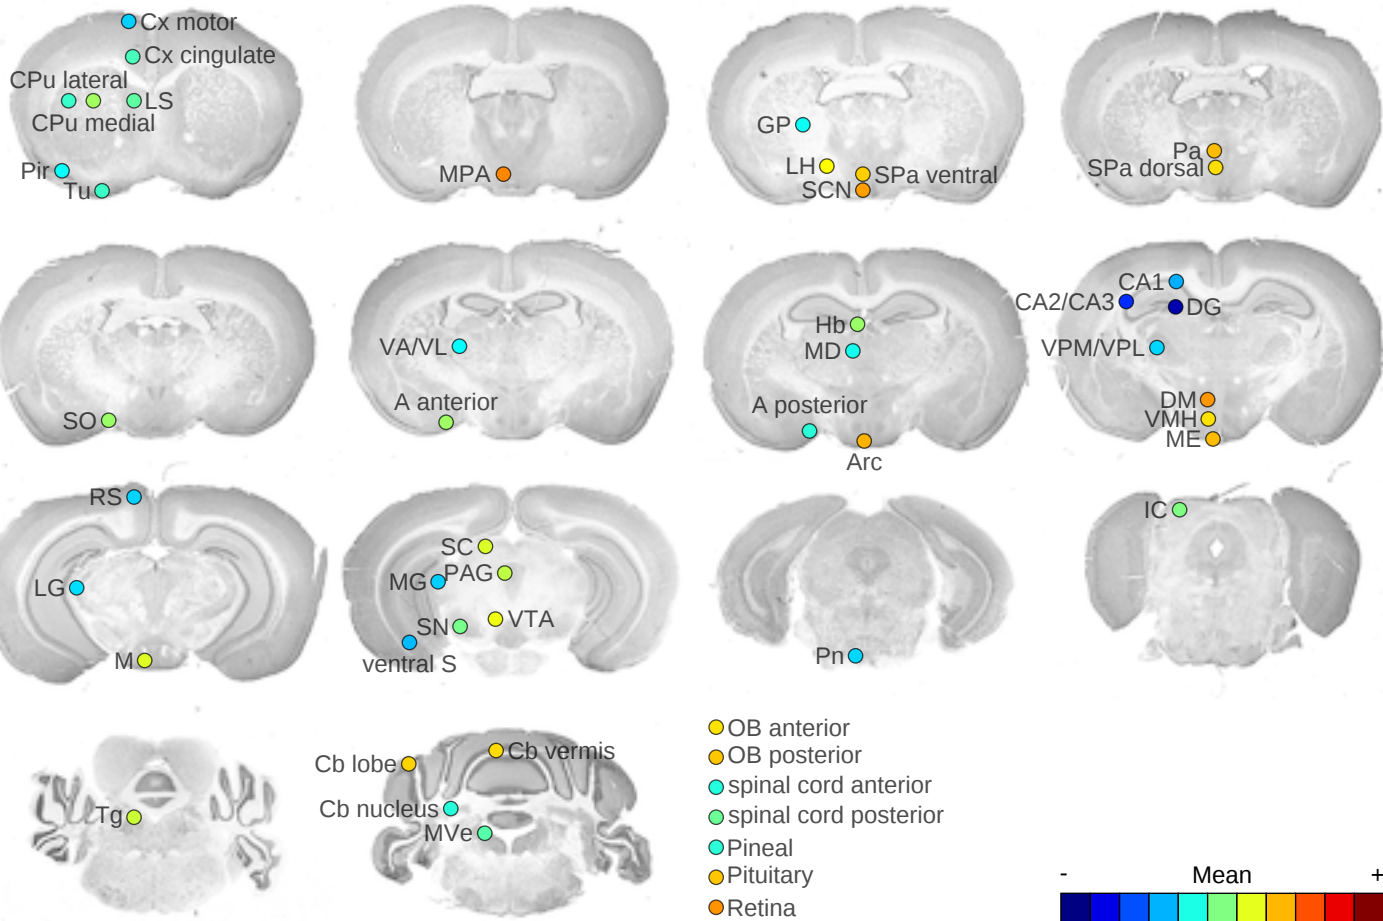 Cx motor
Cx cingulate
CPu lateral
LS
CPu medial
Pir
Tu
MPA
GP
LH
SPa ventral
SCN
Pa
SPa dorsal
SO
VA/VL
A anterior
Hb
MD
A posterior
Arc
CA1
CA2/CA3
DG
VPM/VPL
DM
VMH
ME
RS
LG
M
SC
MG
PAG
SN
VTA
ventral S
Pn
IC
Tg
Cb lobe
Cb vermis
Cb nucleus
MVe
OB anterior
OB posterior
spinal cord anterior
spinal cord posterior
Pineal
Pituitary
Retina
- Mean +